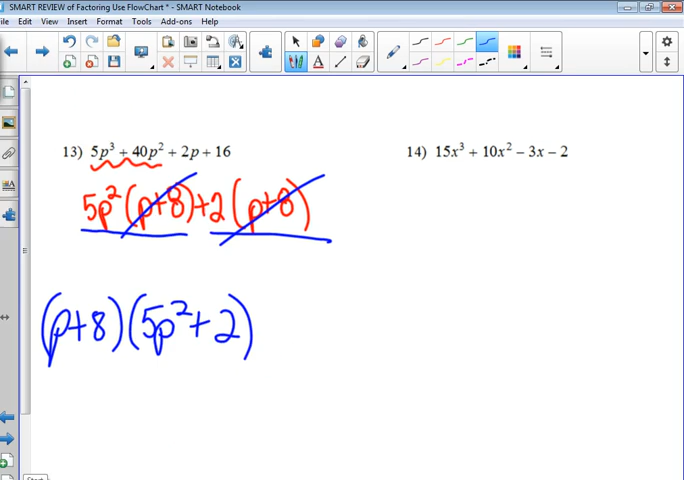 SMART REVIEW of Factoring Use FlowChart * - SMART Notebook
Edit View Insert Format Tools Add-ons Help
13) 5p³ + 40p² + 2p + 16
14) 15x³ + 10x² − 3x − 2
5p²(p+8)+2(p+8)
(p+8)(5p²+2)